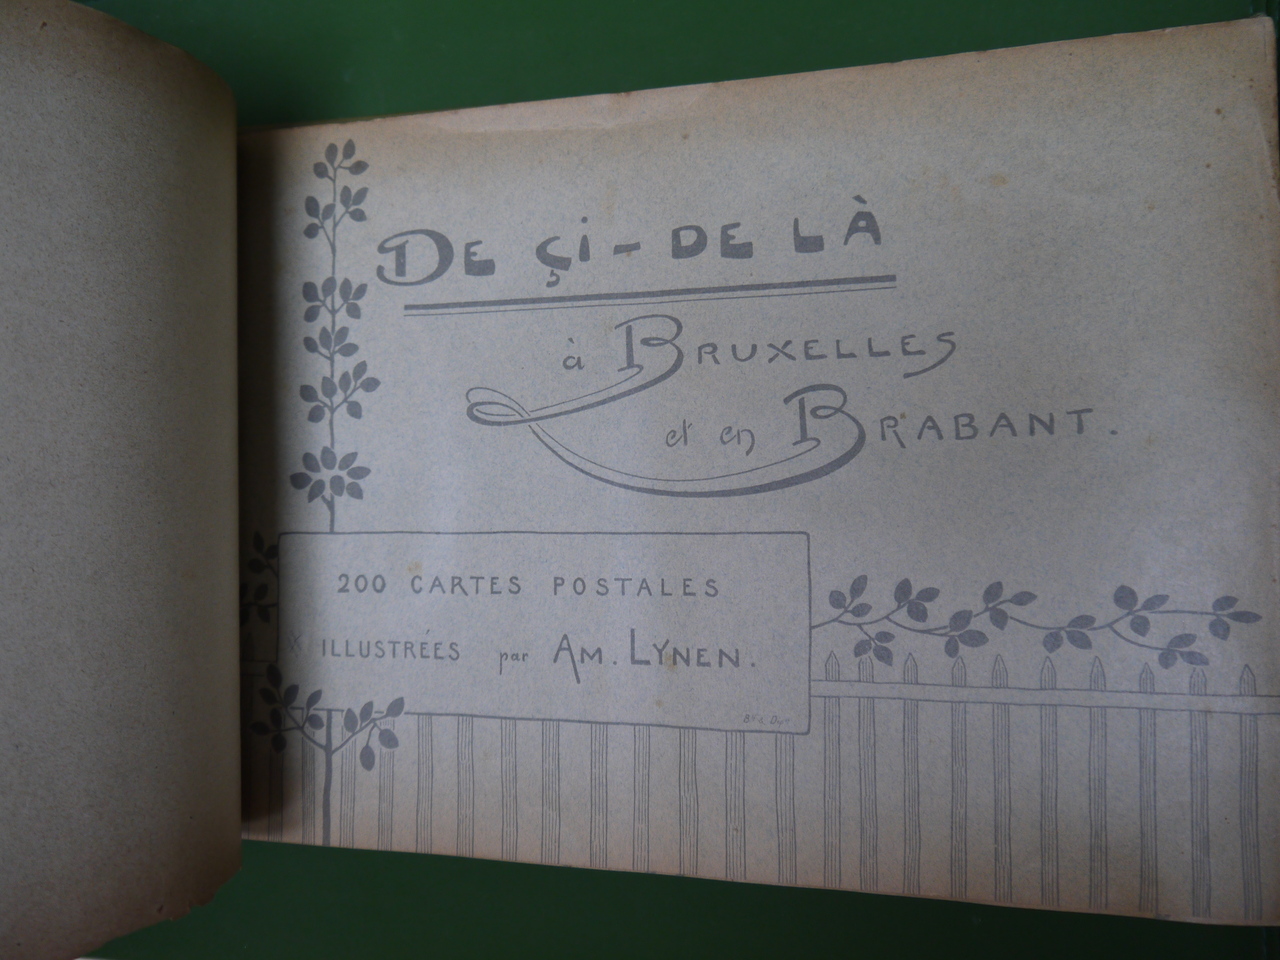 DE ÇI-DE LÀ
à BRUXELLES
et en BRABANT.
200 CARTES POSTALES
ILLUSTRÉES par AM. LYNEN.